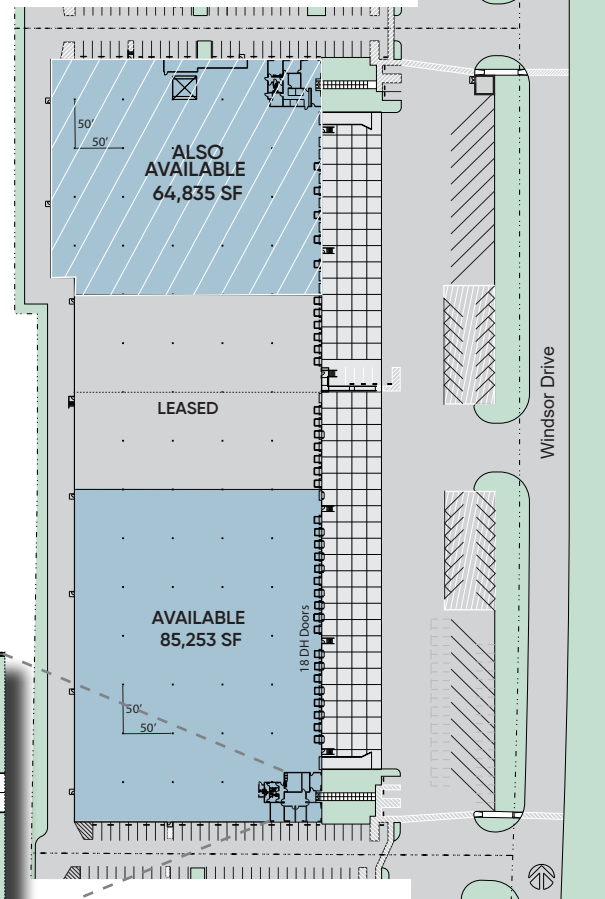 50'
50'
ALSO
AVAILABLE
64,835 SF
LEASED
Windsor Drive
AVAILABLE
85,253 SF
18 DH Doors
50'
50'